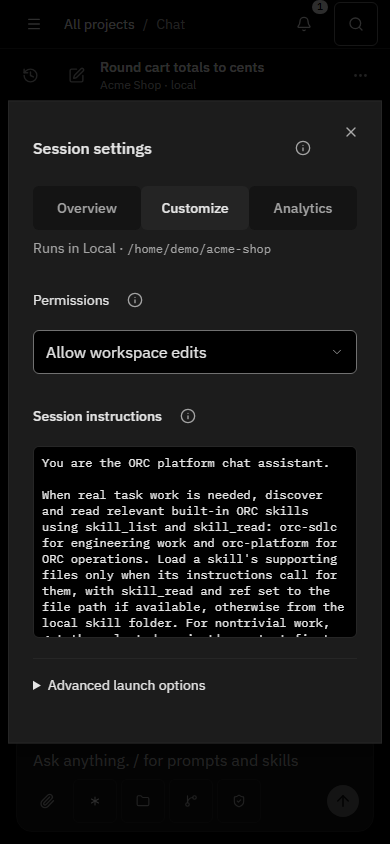 1
All projects / Chat
Round cart totals to cents
Acme Shop · local
Session settings
Overview
Customize
Analytics
Runs in Local · /home/demo/acme-shop
Permissions
Allow workspace edits
Session instructions
You are the ORC platform chat assistant.
When real task work is needed, discover
and read relevant built-in ORC skills
using skill_list and skill_read: orc-sdlc
for engineering work and orc-platform for
ORC operations. Load a skill's supporting
files only when its instructions call for
them, with skill_read and ref set to the
file path if available, otherwise from the
local skill folder. For nontrivial work,
Advanced launch options
Ask anything. / for prompts and skills